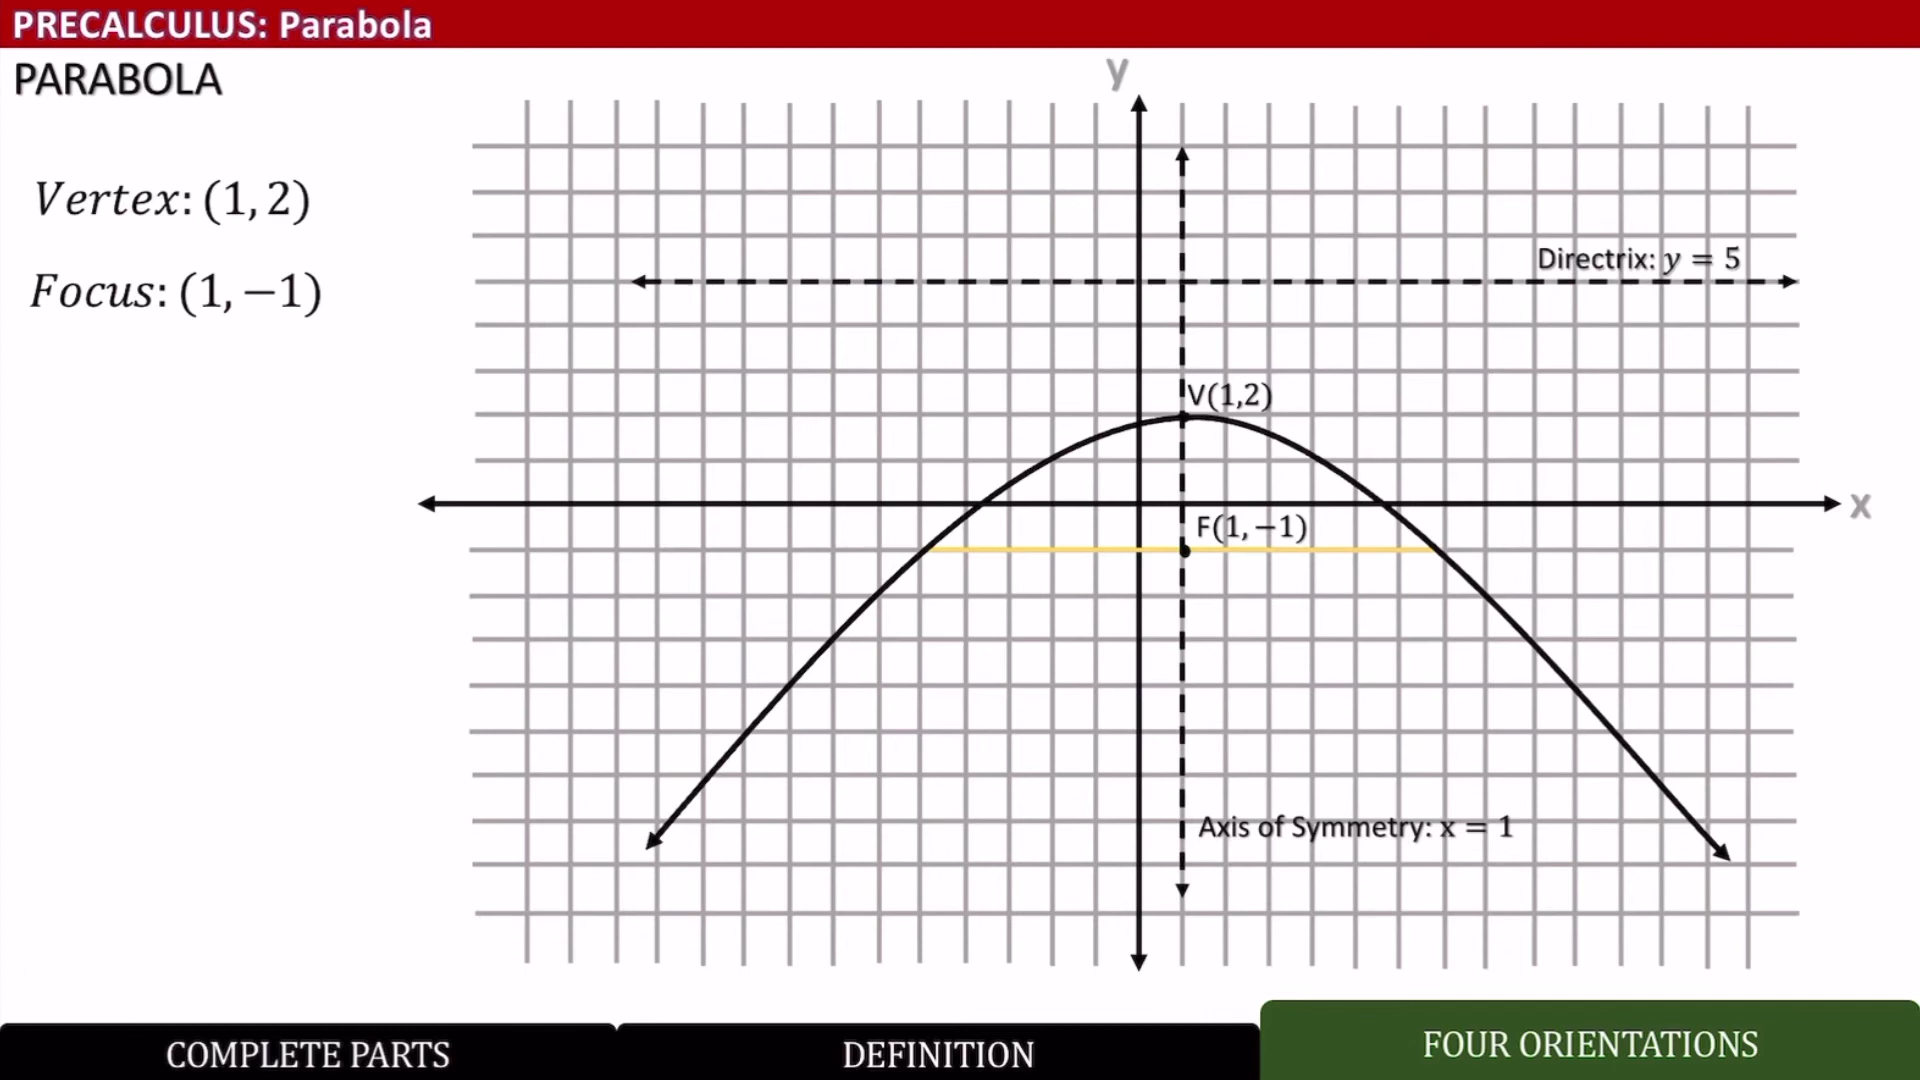 PRECALCULUS: Parabola
PARABOLA
y
Vertex: (1, 2)
Directrix: y = 5
Focus: (1, −1)
V(1,2)
x
F(1, −1)
Axis of Symmetry: x = 1
COMPLETE PARTS
DEFINITION
FOUR ORIENTATIONS